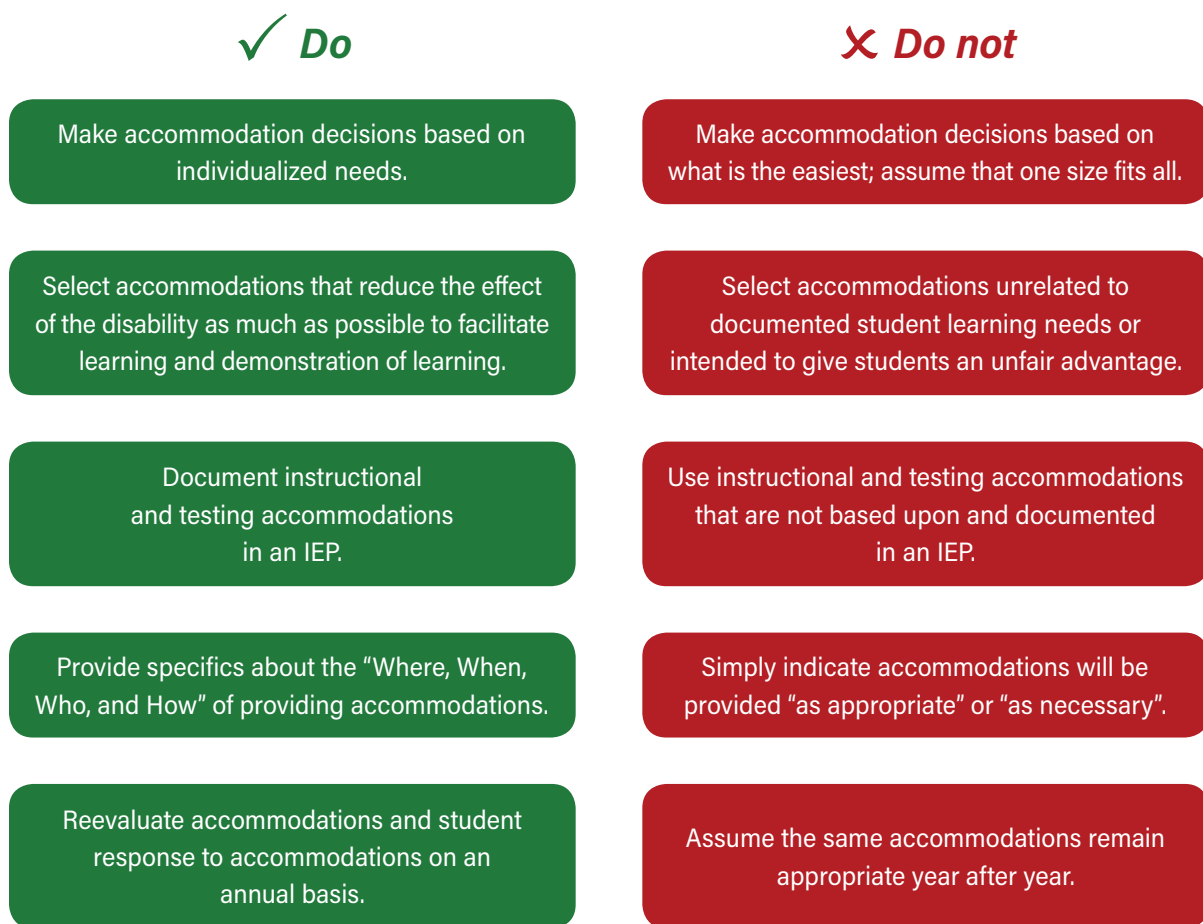 ✓ Do
✗ Do not
Make accommodation decisions based on
individualized needs.
Make accommodation decisions based on
what is the easiest; assume that one size fits all.
Select accommodations that reduce the effect
of the disability as much as possible to facilitate
learning and demonstration of learning.
Select accommodations unrelated to
documented student learning needs or
intended to give students an unfair advantage.
Document instructional
and testing accommodations
in an IEP.
Use instructional and testing accommodations
that are not based upon and documented
in an IEP.
Provide specifics about the “Where, When,
Who, and How” of providing accommodations.
Simply indicate accommodations will be
provided “as appropriate” or “as necessary”.
Reevaluate accommodations and student
response to accommodations on an
annual basis.
Assume the same accommodations remain
appropriate year after year.